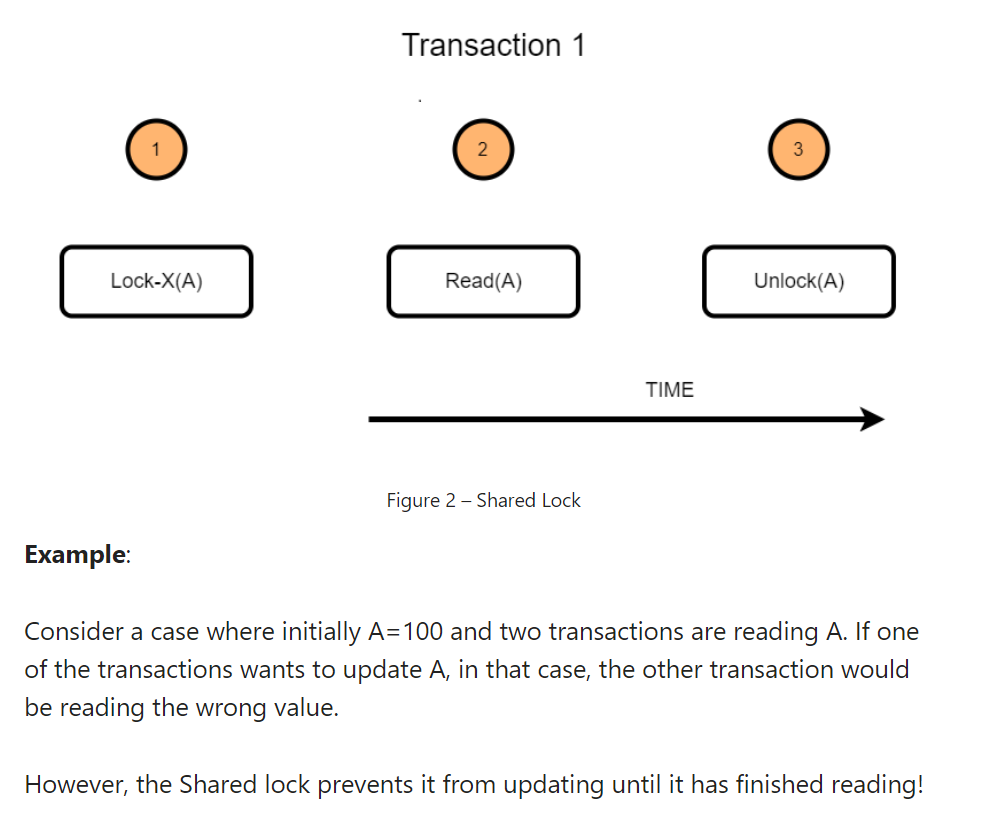 Transaction 1
1 2 3
Lock-X(A) Read(A) Unlock(A)
TIME
Figure 2 – Shared Lock
Example:
Consider a case where initially A=100 and two transactions are reading A. If one
of the transactions wants to update A, in that case, the other transaction would
be reading the wrong value.
However, the Shared lock prevents it from updating until it has finished reading!